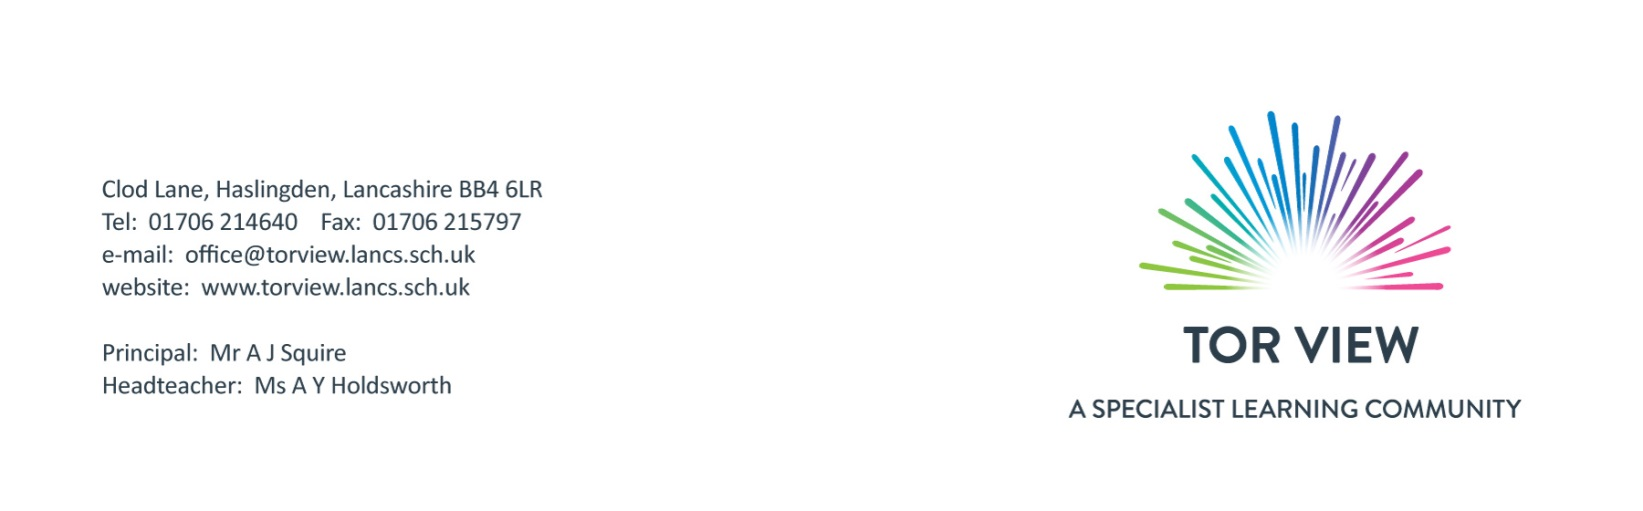 Clod Lane, Haslingden, Lancashire BB4 6LR
Tel: 01706 214640 Fax: 01706 215797
e-mail: office@torview.lancs.sch.uk
website: www.torview.lancs.sch.uk
Principal: Mr A J Squire
Headteacher: Ms A Y Holdsworth
TOR VIEW
A SPECIALIST LEARNING COMMUNITY